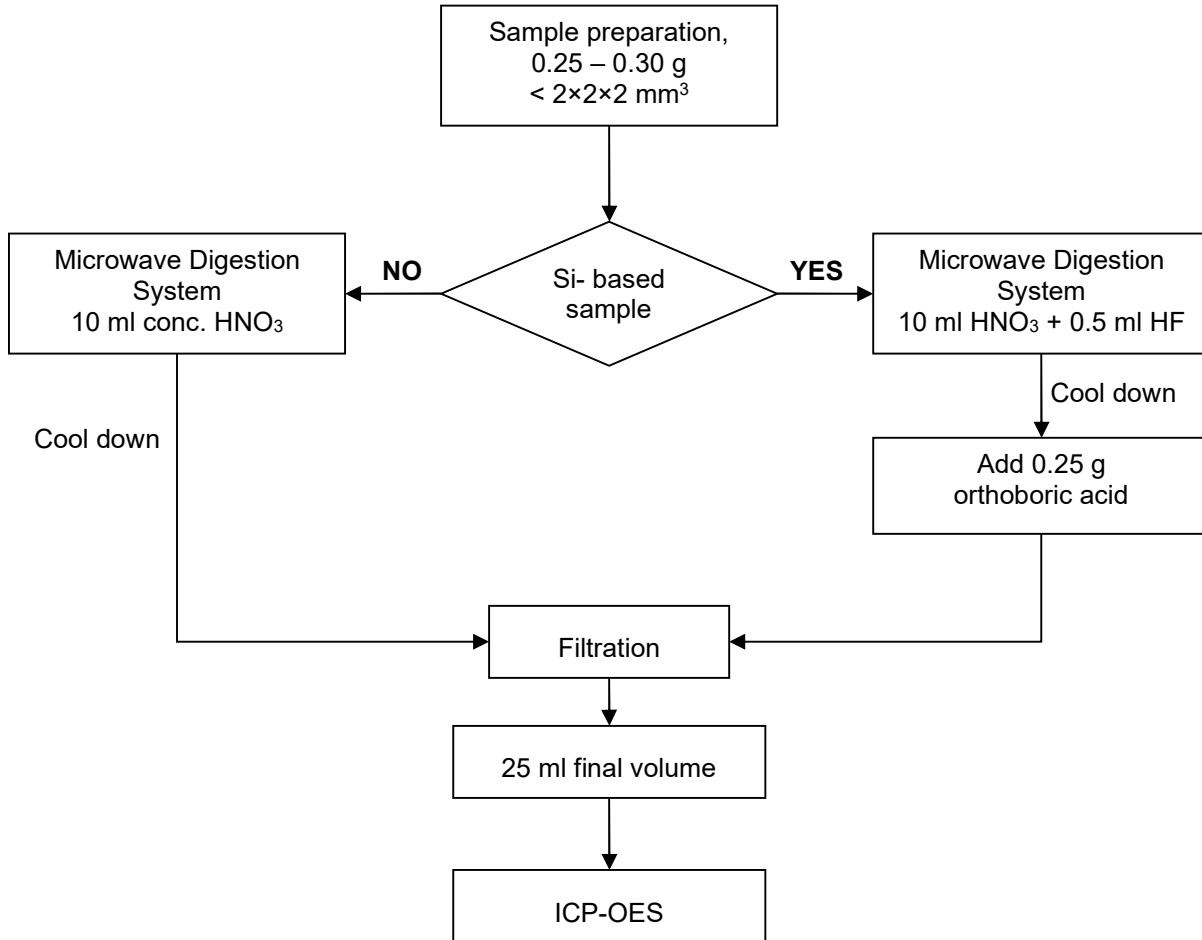 Sample preparation,
0.25 – 0.30 g
< 2×2×2 mm³
Microwave Digestion
System
10 ml conc. HNO₃
NO
Si- based
sample
YES
Microwave Digestion
System
10 ml HNO₃ + 0.5 ml HF
Cool down
Cool down
Add 0.25 g
orthoboric acid
Filtration
25 ml final volume
ICP-OES